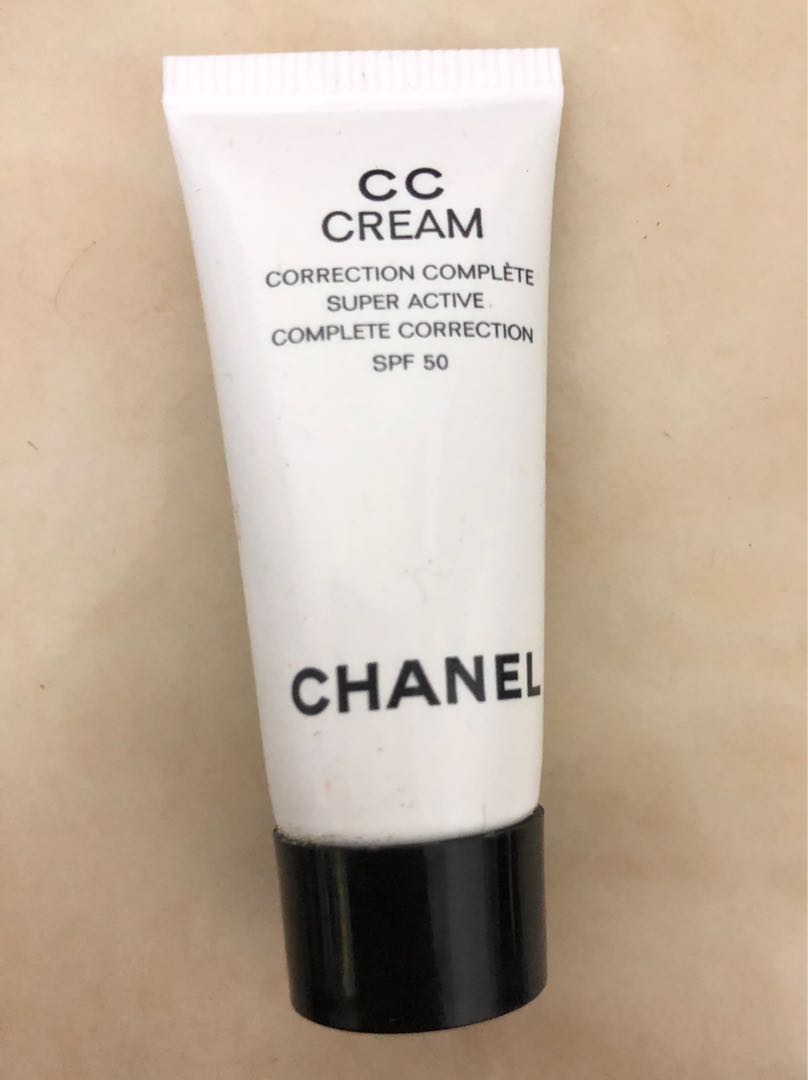 CC
CREAM
CORRECTION COMPLÈTE
SUPER ACTIVE
COMPLETE CORRECTION
SPF 50
CHANEL